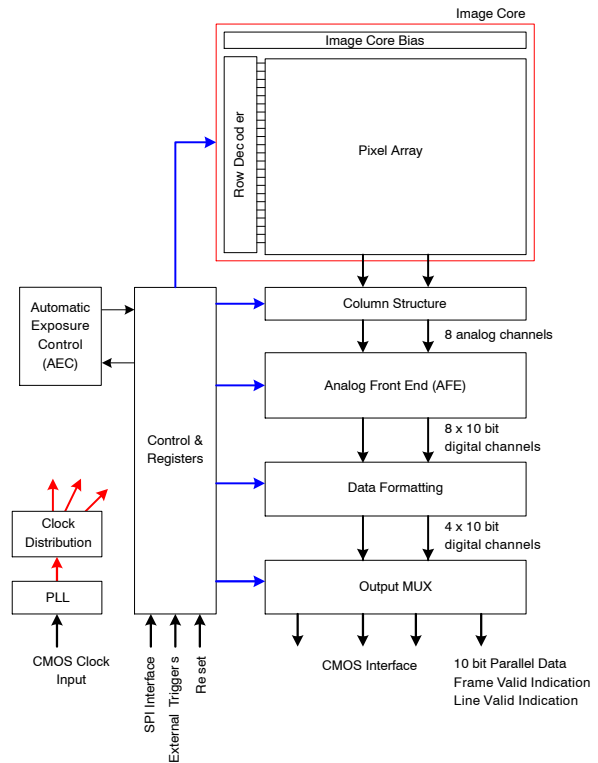 Image Core
Image Core Bias
Row Decoder
Pixel Array
Column Structure
8 analog channels
Automatic
Exposure
Control
(AEC)
Analog Front End (AFE)
8 x 10 bit
digital channels
Control &
Registers
Data Formatting
4 x 10 bit
digital channels
Clock
Distribution
PLL
Output MUX
CMOS Clock
Input
SPI Interface
External Triggers
Reset
CMOS Interface
10 bit Parallel Data
Frame Valid Indication
Line Valid Indication